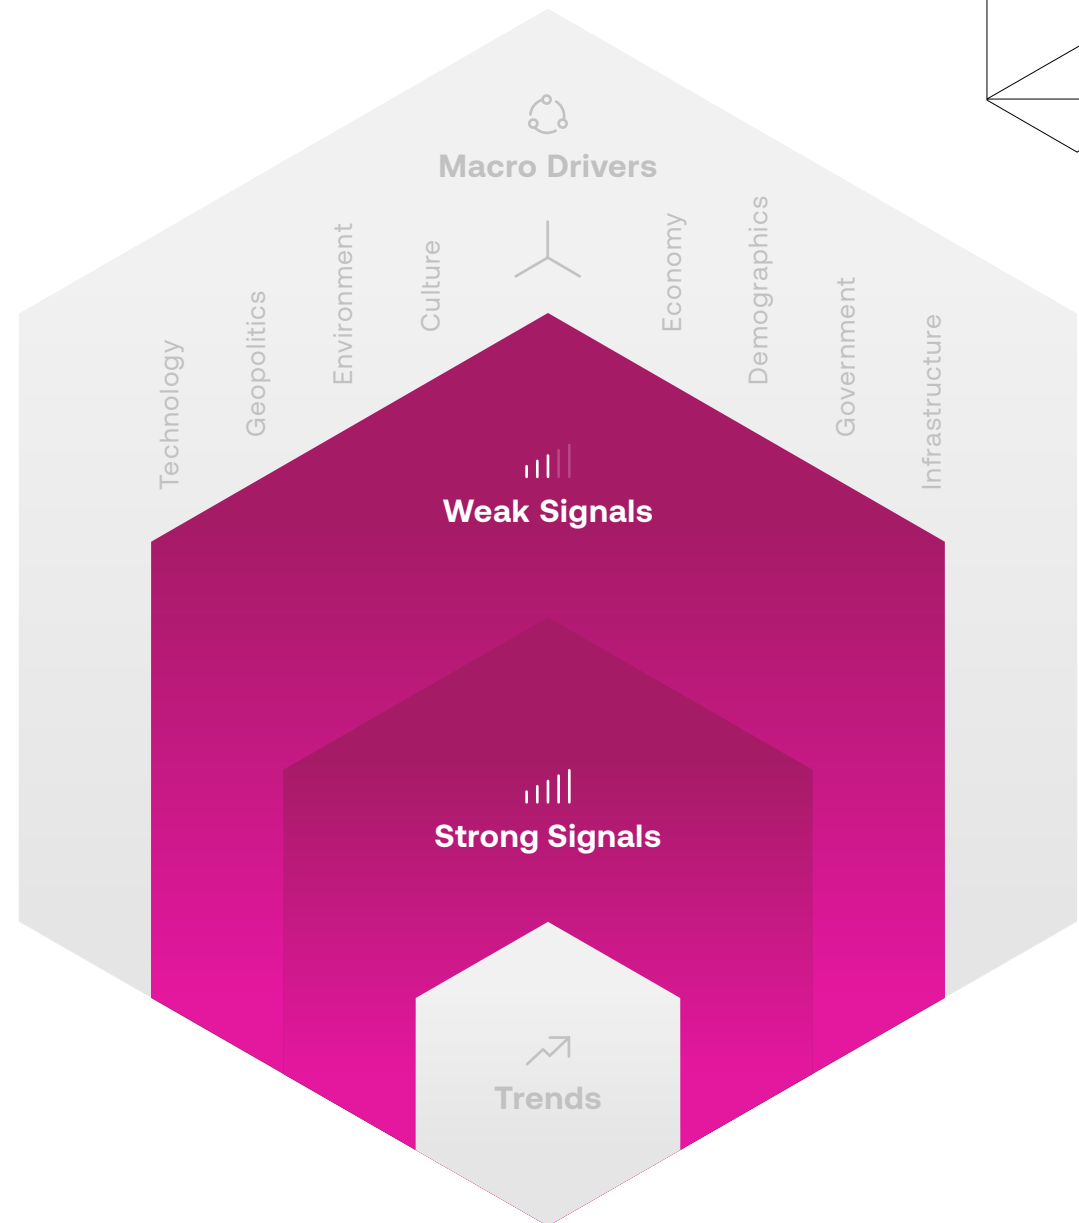 Macro Drivers
Technology
Geopolitics
Environment
Culture
Economy
Demographics
Government
Infrastructure
Weak Signals
Strong Signals
Trends